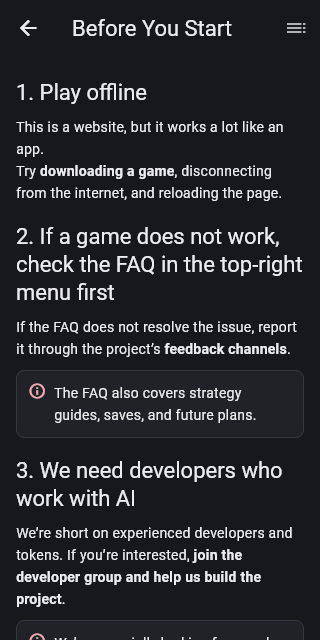 Before You Start
1. Play offline
This is a website, but it works a lot like an
app.
Try downloading a game, disconnecting
from the internet, and reloading the page.
2. If a game does not work,
check the FAQ in the top-right
menu first
If the FAQ does not resolve the issue, report
it through the project’s feedback channels.
The FAQ also covers strategy
guides, saves, and future plans.
3. We need developers who
work with AI
We’re short on experienced developers and
tokens. If you’re interested, join the
developer group and help us build the
project.